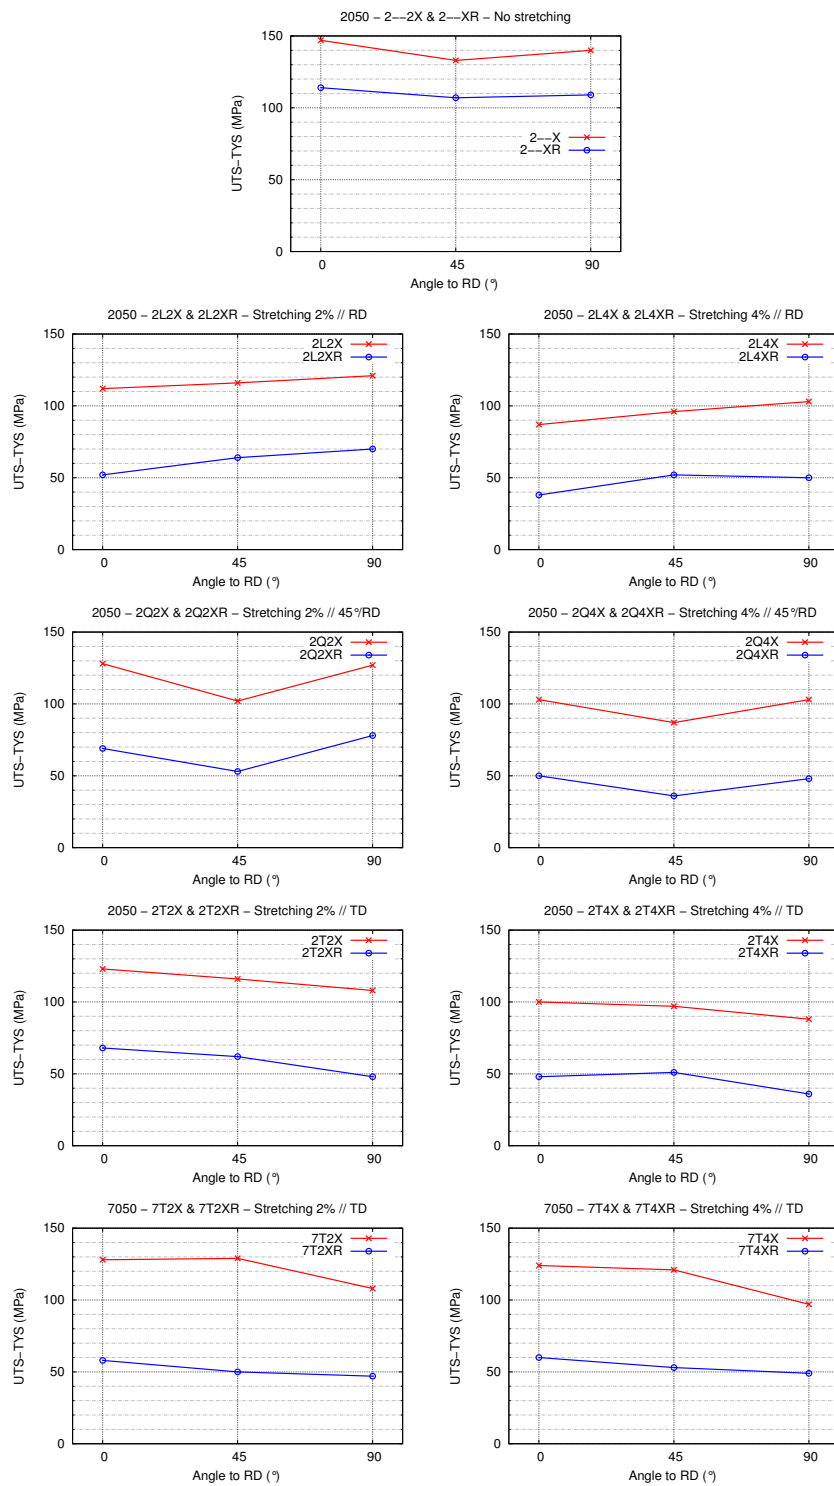 2050 – 2−−2X & 2−−XR – No stretching
150
100
50
0
UTS−TYS (MPa)
2−−X
2−−XR
0 45 90
Angle to RD (°)
2050 – 2L2X & 2L2XR – Stretching 2% // RD
150
100
50
0
UTS−TYS (MPa)
2L2X
2L2XR
0 45 90
Angle to RD (°)
2050 – 2L4X & 2L4XR – Stretching 4% // RD
150
100
50
0
UTS−TYS (MPa)
2L4X
2L4XR
0 45 90
Angle to RD (°)
2050 – 2Q2X & 2Q2XR – Stretching 2% // 45°/RD
150
100
50
0
UTS−TYS (MPa)
2Q2X
2Q2XR
0 45 90
Angle to RD (°)
2050 – 2Q4X & 2Q4XR – Stretching 4% // 45°/RD
150
100
50
0
UTS−TYS (MPa)
2Q4X
2Q4XR
0 45 90
Angle to RD (°)
2050 – 2T2X & 2T2XR – Stretching 2% // TD
150
100
50
0
UTS−TYS (MPa)
2T2X
2T2XR
0 45 90
Angle to RD (°)
2050 – 2T4X & 2T4XR – Stretching 4% // TD
150
100
50
0
UTS−TYS (MPa)
2T4X
2T4XR
0 45 90
Angle to RD (°)
7050 – 7T2X & 7T2XR – Stretching 2% // TD
150
100
50
0
UTS−TYS (MPa)
7T2X
7T2XR
0 45 90
Angle to RD (°)
7050 – 7T4X & 7T4XR – Stretching 4% // TD
150
100
50
0
UTS−TYS (MPa)
7T4X
7T4XR
0 45 90
Angle to RD (°)